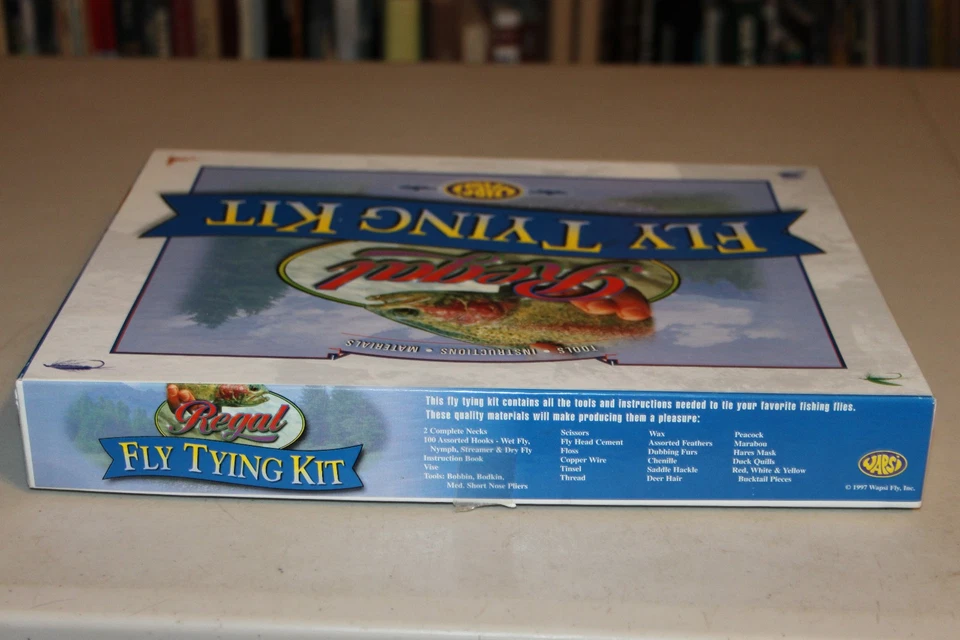 TOOLS • INSTRUCTIONS • MATERIALS
Regal
FLY TYING KIT
WAPSI
Regal
FLY TYING KIT
This fly tying kit contains all the tools and instructions needed to tie your favorite fishing flies.
These quality materials will make producing them a pleasure:
2 Complete Necks
100 Assorted Hooks - Wet Fly,
Nymph, Streamer & Dry Fly
Instruction Book
Vise
Tools: Bobbin, Bodkin,
Med. Short Nose Pliers
Scissors
Fly Head Cement
Floss
Copper Wire
Tinsel
Thread
Wax
Assorted Feathers
Dubbing Furs
Chenille
Saddle Hackle
Deer Hair
Peacock
Marabou
Hares Mask
Duck Quills
Red, White & Yellow
Bucktail Pieces
WAPSI
© 1997 Wapsi Fly, Inc.